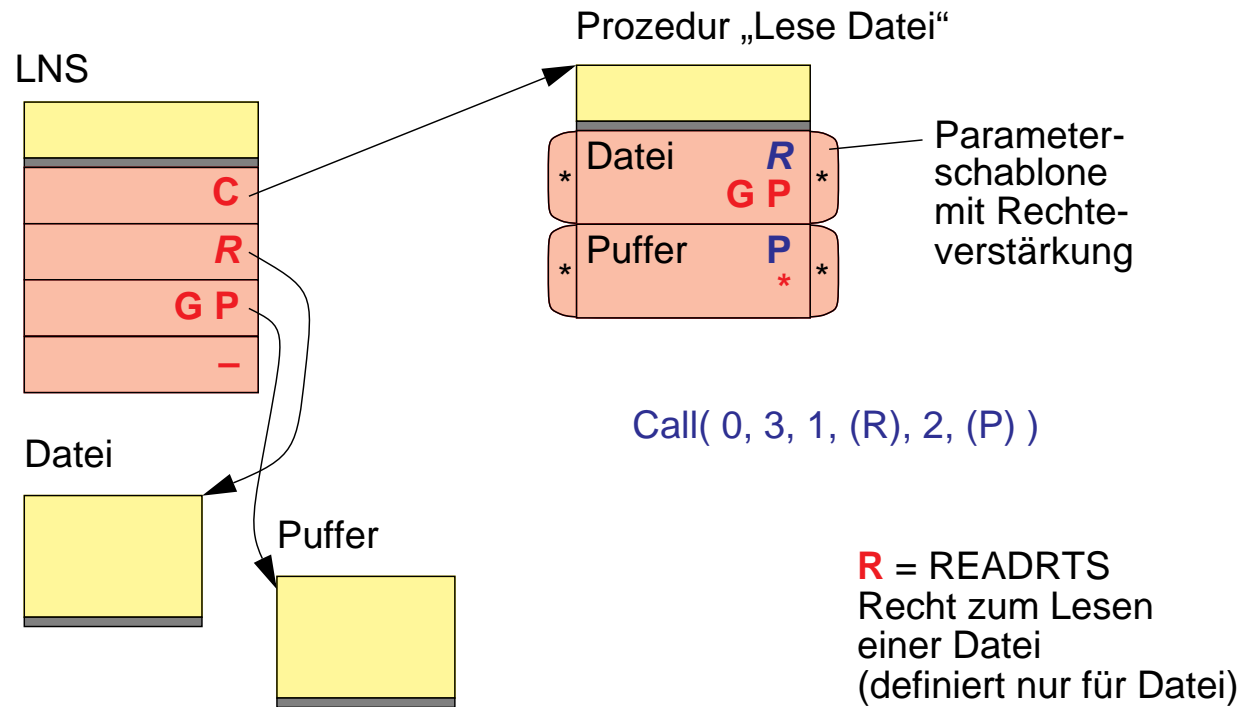 Prozedur „Lese Datei“
LNS
C
R
G P
–
* Datei R *
G P
* Puffer P *
*
Parameter-
schablone
mit Rechte-
verstärkung
Call( 0, 3, 1, (R), 2, (P) )
Datei
Puffer
R = READRTS
Recht zum Lesen
einer Datei
(definiert nur für Datei)